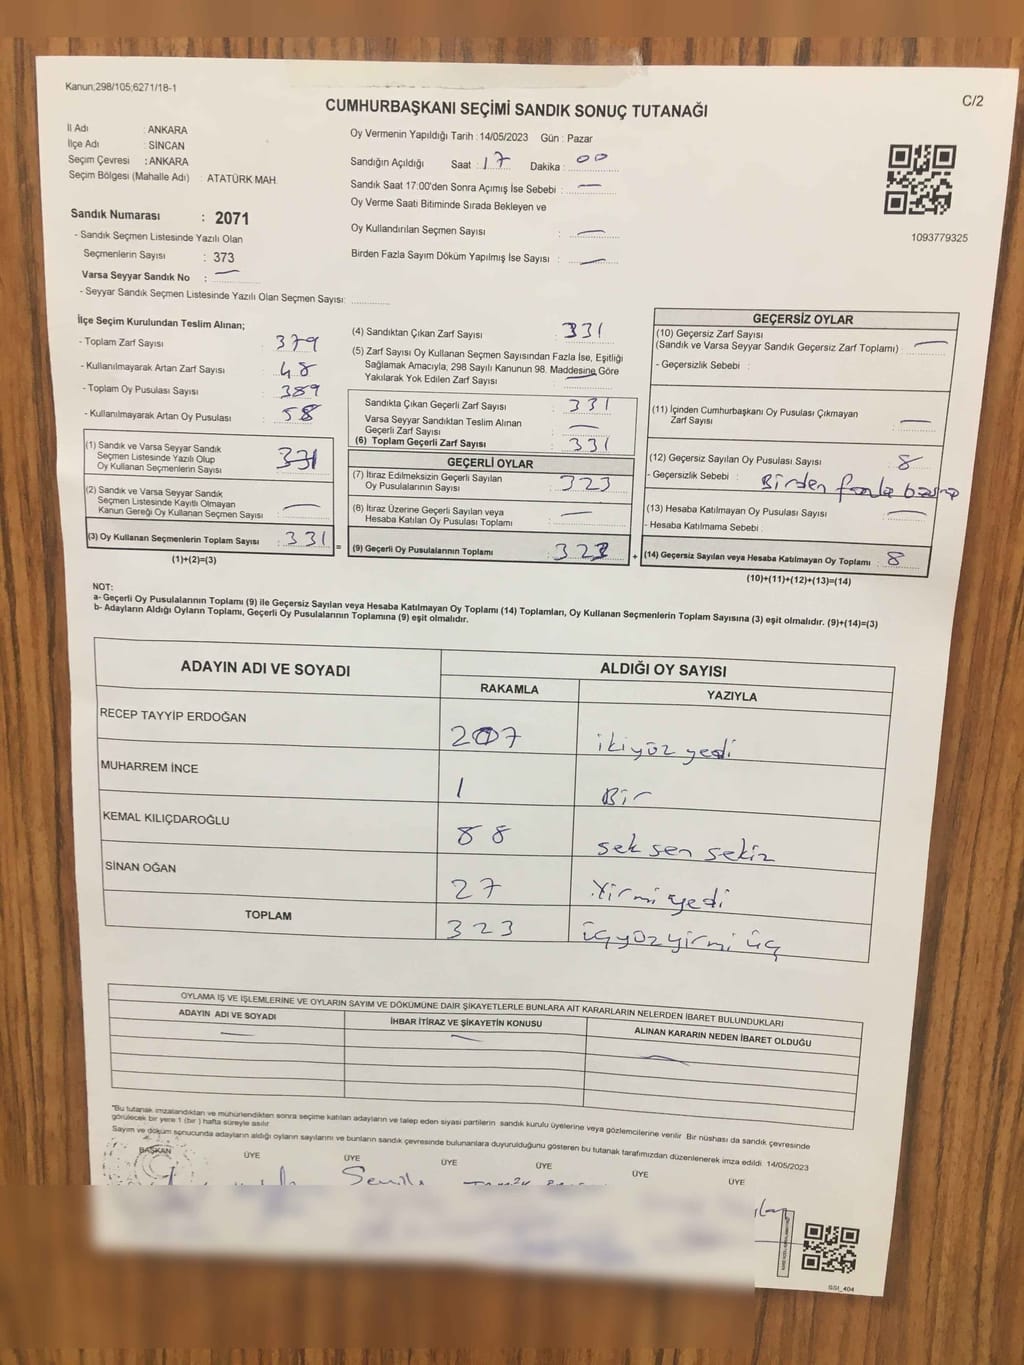 Kanun;298/105;6271/18-1
C/2
CUMHURBAŞKANI SEÇİMİ SANDIK SONUÇ TUTANAĞI
İl Adı : ANKARA
İlçe Adı : SİNCAN
Seçim Çevresi : ANKARA
Seçim Bölgesi (Mahalle Adı) : ATATÜRK MAH.
Oy Vermenin Yapıldığı Tarih : 14/05/2023 Gün : Pazar
Sandığın Açıldığı Saat : 17 Dakika : 00
Sandık Saat 17:00'den Sonra Açımış İse Sebebi : —
Oy Verme Saati Bitiminde Sırada Bekleyen ve
Oy Kullandırılan Seçmen Sayısı : —
Birden Fazla Sayım Döküm Yapılmış İse Sayısı : —
1093779325
Sandık Numarası : 2071
- Sandık Seçmen Listesinde Yazılı Olan
Seçmenlerin Sayısı : 373
Varsa Seyyar Sandık No : —
- Seyyar Sandık Seçmen Listesinde Yazılı Olan Seçmen Sayısı:
İlçe Seçim Kurulundan Teslim Alınan;
- Toplam Zarf Sayısı : 379
- Kullanılmayarak Artan Zarf Sayısı : 48
- Toplam Oy Pusulası Sayısı : 389
- Kullanılmayarak Artan Oy Pusulası : 58
(1) Sandık ve Varsa Seyyar Sandık
Seçmen Listesinde Yazılı Olup
Oy Kullanan Seçmenlerin Sayısı : 331
(2) Sandık ve Varsa Seyyar Sandık
Seçmen Listesinde Kayıtlı Olmayan
Kanun Gereği Oy Kullanan Seçmen Sayısı : —
(3) Oy Kullanan Seçmenlerin Toplam Sayısı : 331
(1)+(2)=(3)
(4) Sandıktan Çıkan Zarf Sayısı : 331
(5) Zarf Sayısı Oy Kullanan Seçmen Sayısından Fazla İse, Eşitliği
Sağlamak Amacıyla, 298 Sayılı Kanunun 98. Maddesine Göre
Yakılarak Yok Edilen Zarf Sayısı : —
Sandıkta Çıkan Geçerli Zarf Sayısı : 331
Varsa Seyyar Sandıktan Teslim Alınan
Geçerli Zarf Sayısı : —
(6) Toplam Geçerli Zarf Sayısı : 331
GEÇERLİ OYLAR
(7) İtiraz Edilmeksizin Geçerli Sayılan
Oy Pusulalarının Sayısı : 323
(8) İtiraz Üzerine Geçerli Sayılan veya
Hesaba Katılan Oy Pusulası Toplamı : —
= (9) Geçerli Oy Pusulalarının Toplamı : 323
GEÇERSİZ OYLAR
(10) Geçersiz Zarf Sayısı
(Sandık ve Varsa Seyyar Sandık Geçersiz Zarf Toplamı) : —
- Geçersizlik Sebebi :
(11) İçinden Cumhurbaşkanı Oy Pusulası Çıkmayan
Zarf Sayısı : —
(12) Geçersiz Sayılan Oy Pusulası Sayısı : 8
- Geçersizlik Sebebi : Birden fazla
(13) Hesaba Katılmayan Oy Pusulası Sayısı : —
- Hesaba Katılmama Sebebi :
+ (14) Geçersiz Sayılan veya Hesaba Katılmayan Oy Toplamı : 8
(10)+(11)+(12)+(13)=(14)
NOT:
a- Geçerli Oy Pusulalarının Toplamı (9) ile Geçersiz Sayılan veya Hesaba Katılmayan Oy Toplamı (14) Toplamları, Oy Kullanan Seçmenlerin Toplam Sayısına (3) eşit olmalıdır. (9)+(14)=(3)
b- Adayların Aldığı Oyların Toplamı, Geçerli Oy Pusulalarının Toplamına (9) eşit olmalıdır.
ADAYIN ADI VE SOYADI ALDIĞI OY SAYISI
RAKAMLA YAZIYLA
RECEP TAYYİP ERDOĞAN 207 ikiyüz yedi
MUHARREM İNCE 1 Bir
KEMAL KILIÇDAROĞLU 88 seksen sekiz
SİNAN OĞAN 27 Yirmi yedi
TOPLAM 323 üçyüzyirmi üç
OYLAMA İŞ VE İŞLEMLERİNE VE OYLARIN SAYIM VE DÖKÜMÜNE DAİR ŞİKAYETLERLE BUNLARA AİT KARARLARIN NELERDEN İBARET BULUNDUKLARI
ADAYIN ADI VE SOYADI İHBAR İTİRAZ VE ŞİKAYETİN KONUSU ALINAN KARARIN NEDEN İBARET OLDUĞU
— — —
*Bu tutanak imzalandıktan ve mühürlendikten sonra seçime katılan adayların ve talep eden siyasi partilerin sandık kurulu üyelerine veya gözlemcilerine verilir. Bir nüshası da sandık çevresinde
görülecek bir yere 1 (bir) hafta süreyle asılır.
Sayım ve döküm sonucunda adayların aldığı oyların sayılarını ve bunların sandık çevresinde bulunanlara duyurulduğunu gösteren bu tutanak tarafımızdan düzenlenerek imza edildi. 14/05/2023
BAŞKAN ÜYE ÜYE ÜYE ÜYE ÜYE ÜYE